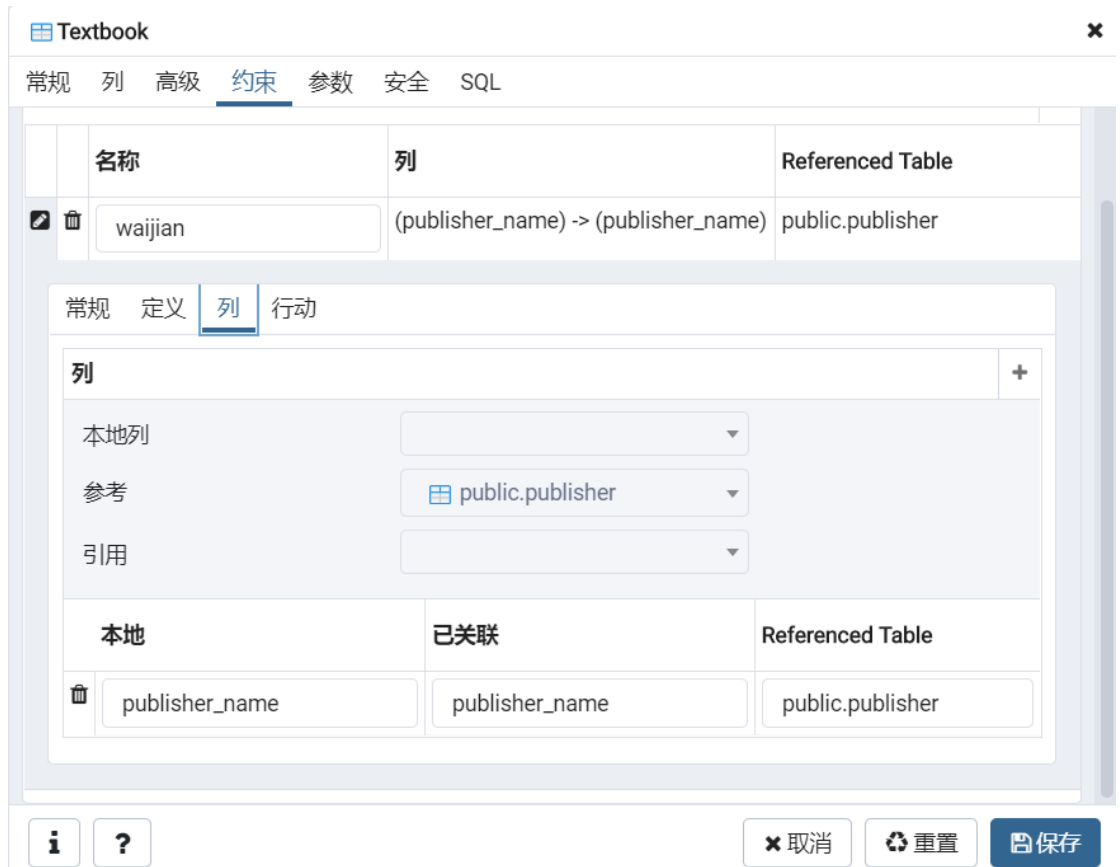 Textbook
常规 列 高级 约束 参数 安全 SQL
名称 列 Referenced Table
waijian (publisher_name) -> (publisher_name) public.publisher
常规 定义 列 行动
列
本地列
参考 public.publisher
引用
本地 已关联 Referenced Table
publisher_name publisher_name public.publisher
取消 重置 保存